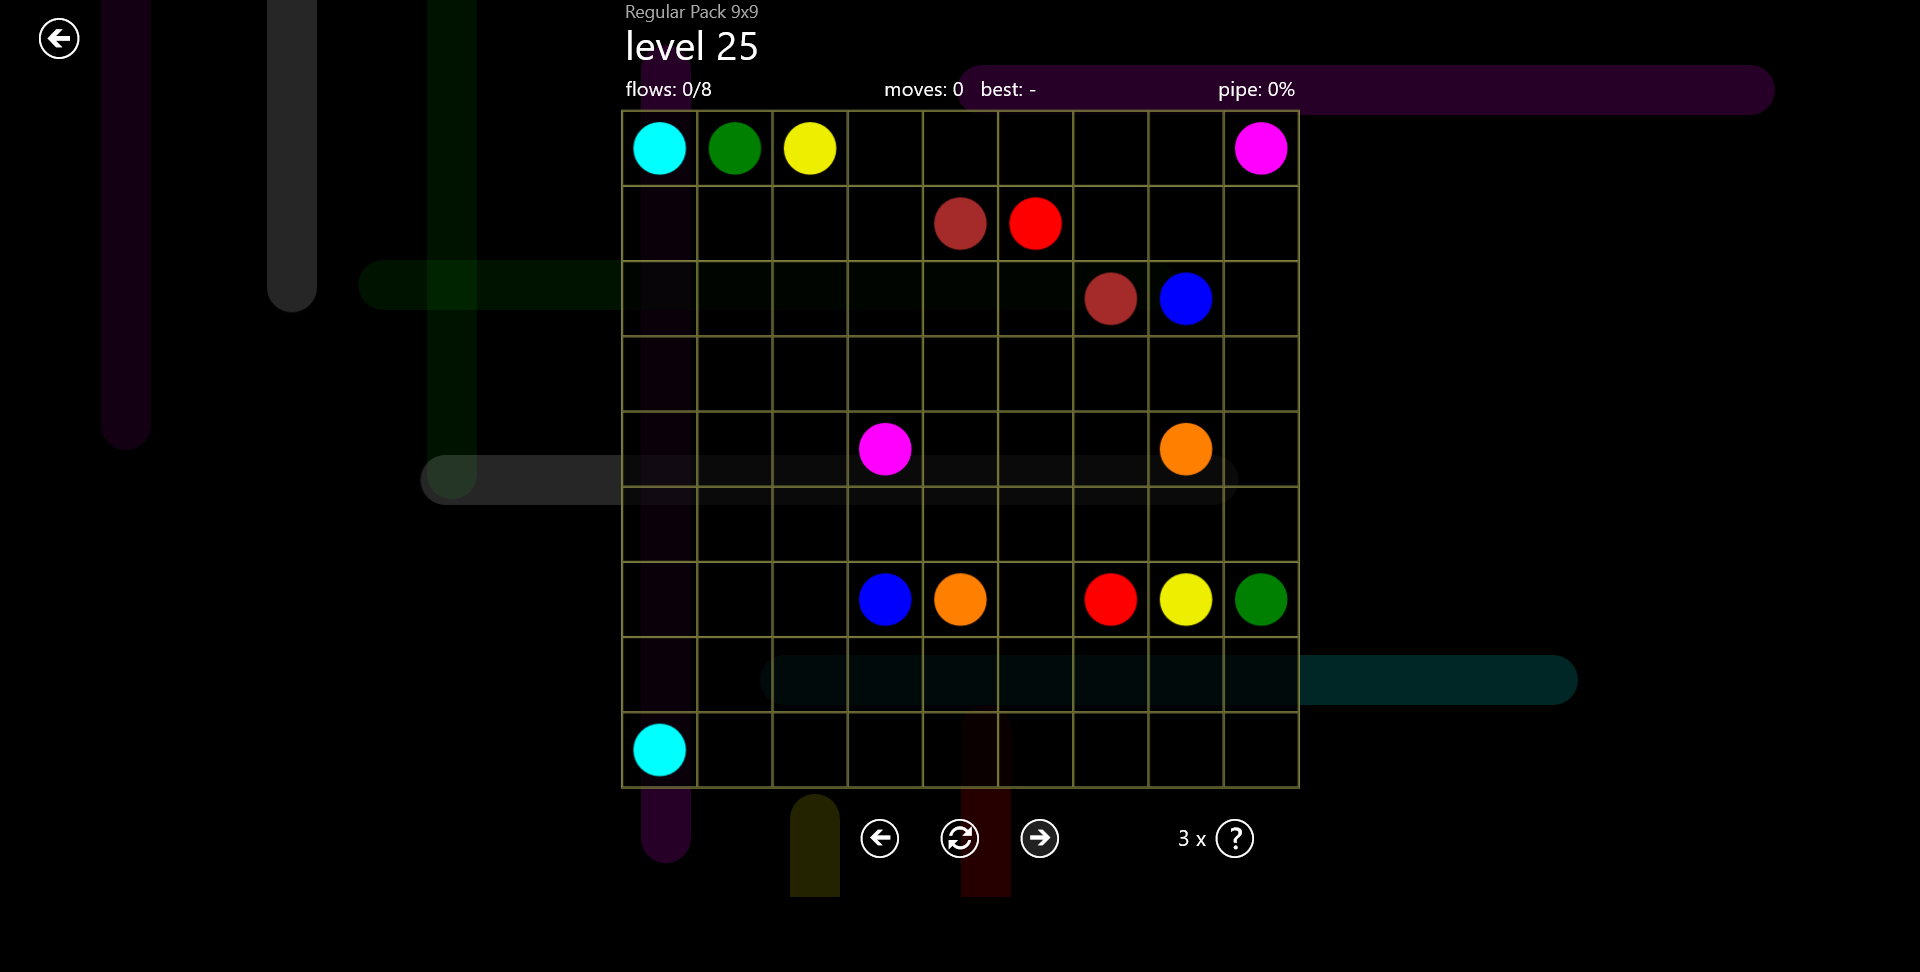 Regular Pack 9x9
level 25
flows: 0/8 moves: 0 best: - pipe: 0%
3 x ?